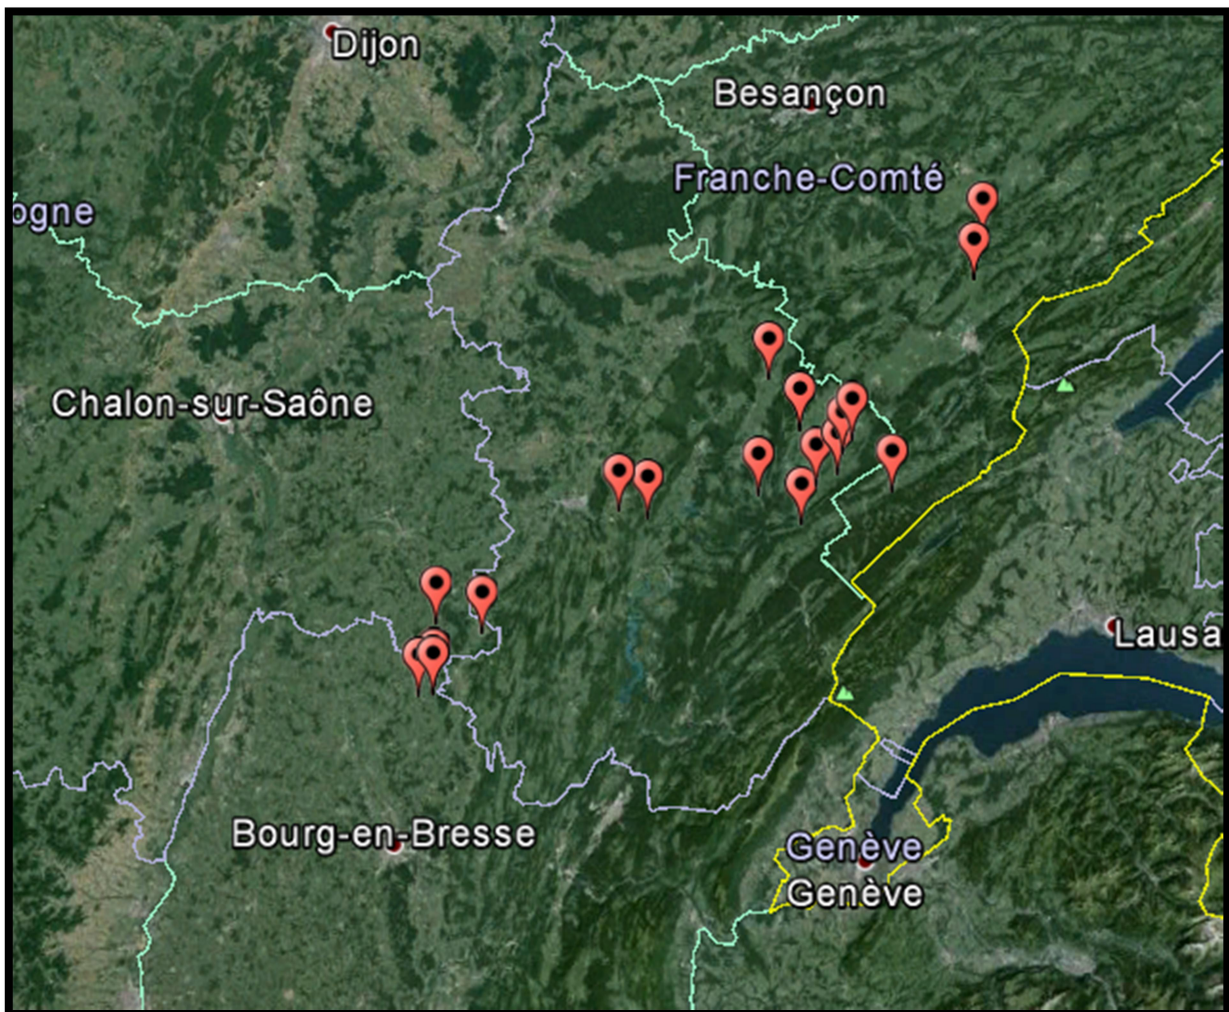 Dijon
Besançon
Franche-Comté
ogne
Chalon-sur-Saône
Lausa
Bourg-en-Bresse
Genève
Genève